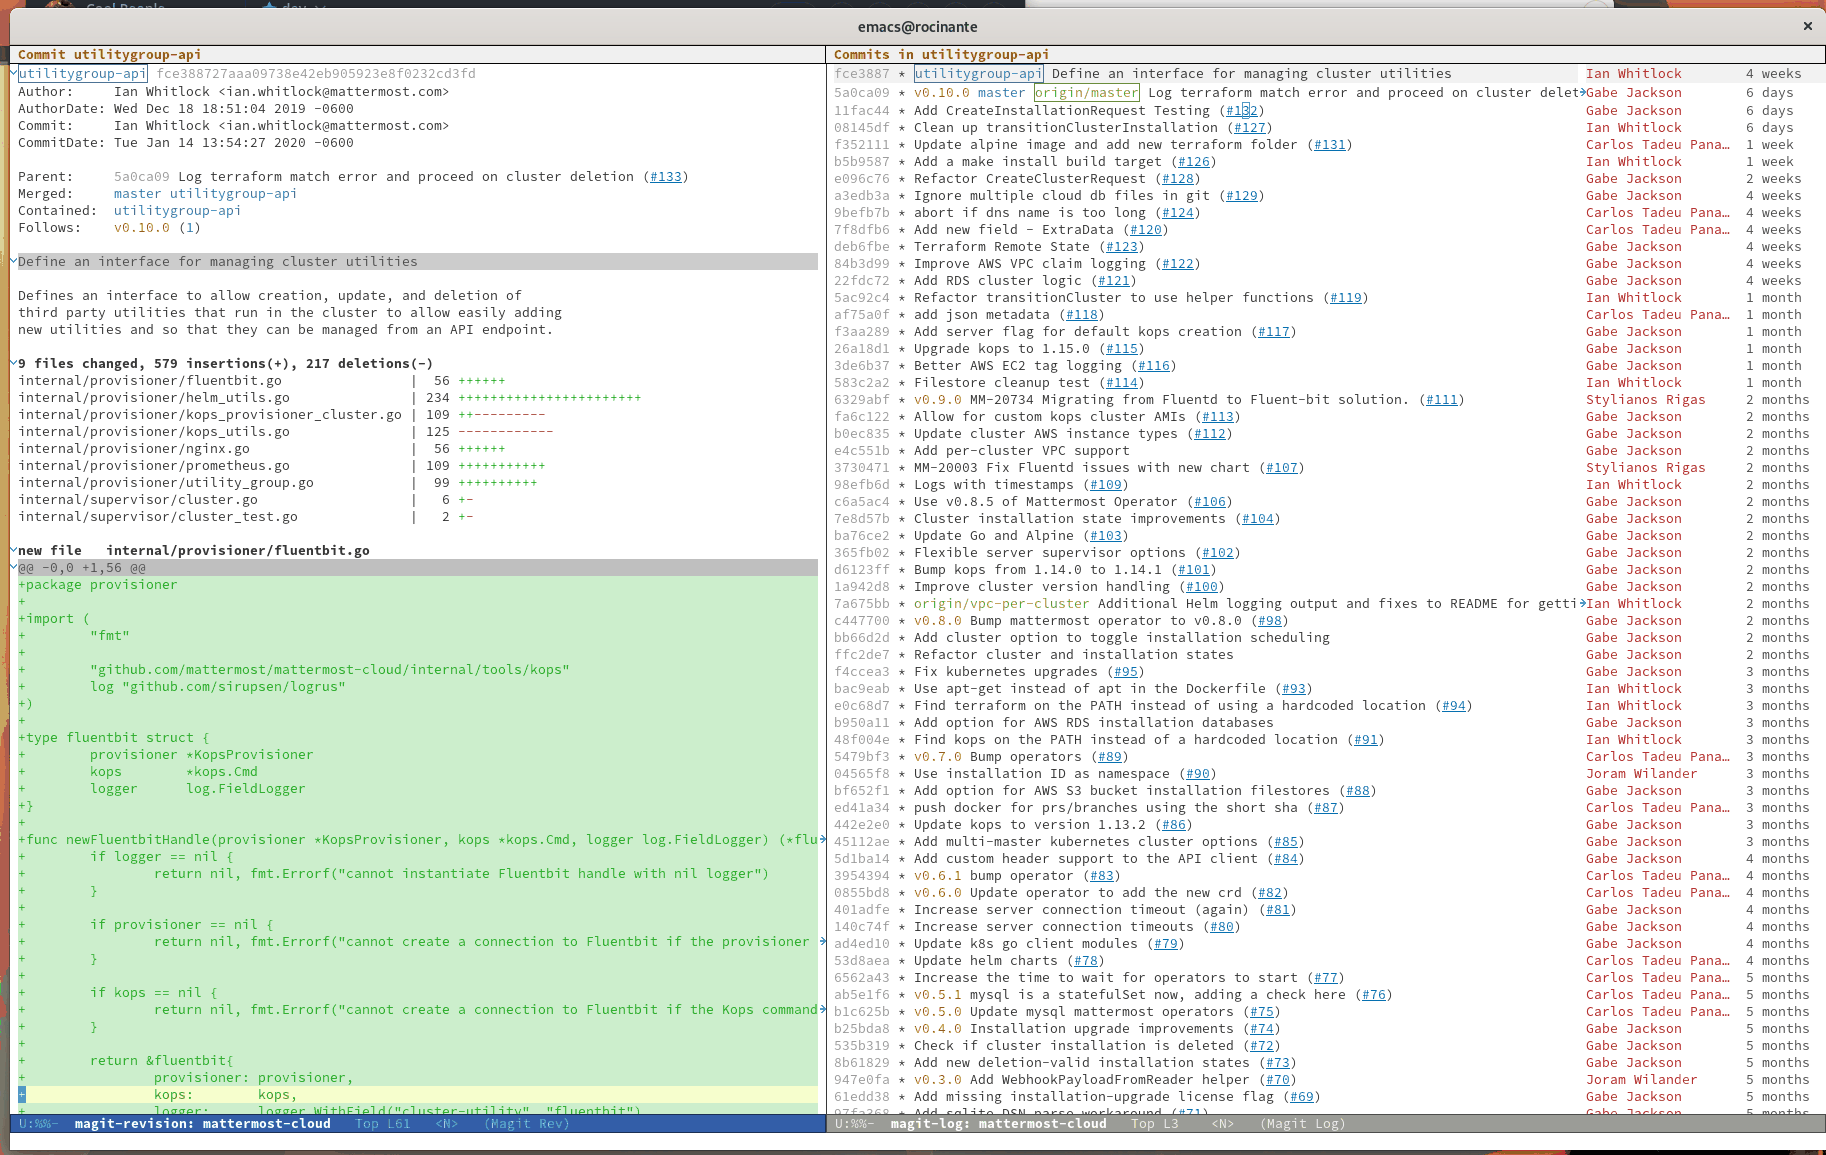 emacs@rocinante
Commit utilitygroup-api
utilitygroup-api fce388727aaa09738e42eb905923e8f0232cd3fd
Author:     Ian Whitlock <ian.whitlock@mattermost.com>
AuthorDate: Wed Dec 18 18:51:04 2019 -0600
Commit:     Ian Whitlock <ian.whitlock@mattermost.com>
CommitDate: Tue Jan 14 13:54:27 2020 -0600
Parent:     5a0ca09 Log terraform match error and proceed on cluster deletion (#133)
Merged:     master utilitygroup-api
Contained:  utilitygroup-api
Follows:    v0.10.0 (1)
Define an interface for managing cluster utilities
Defines an interface to allow creation, update, and deletion of
third party utilities that run in the cluster to allow easily adding
new utilities and so that they can be managed from an API endpoint.
9 files changed, 579 insertions(+), 217 deletions(-)
internal/provisioner/fluentbit.go                |  56 ++++++
internal/provisioner/helm_utils.go               | 234 +++++++++++++++++++++++
internal/provisioner/kops_provisioner_cluster.go | 109 ++---------
internal/provisioner/kops_utils.go               | 125 ------------
internal/provisioner/nginx.go                    |  56 ++++++
internal/provisioner/prometheus.go               | 109 +++++++++++
internal/provisioner/utility_group.go            |  99 ++++++++++
internal/supervisor/cluster.go                   |   6 +-
internal/supervisor/cluster_test.go              |   2 +-
new file   internal/provisioner/fluentbit.go
@@ -0,0 +1,56 @@
+package provisioner
+
+import (
+        "fmt"
+
+        "github.com/mattermost/mattermost-cloud/internal/tools/kops"
+        log "github.com/sirupsen/logrus"
+)
+
+type fluentbit struct {
+        provisioner *KopsProvisioner
+        kops        *kops.Cmd
+        logger      log.FieldLogger
+}
+
+func newFluentbitHandle(provisioner *KopsProvisioner, kops *kops.Cmd, logger log.FieldLogger) (*flu
+        if logger == nil {
+                return nil, fmt.Errorf("cannot instantiate Fluentbit handle with nil logger")
+        }
+
+        if provisioner == nil {
+                return nil, fmt.Errorf("cannot create a connection to Fluentbit if the provisioner
+        }
+
+        if kops == nil {
+                return nil, fmt.Errorf("cannot create a connection to Fluentbit if the Kops command
+        }
+
+        return &fluentbit{
+                provisioner: provisioner,
+                kops:        kops,
+                logger:      logger.WithField("cluster-utility", "fluentbit")
U:%%-  magit-revision: mattermost-cloud   Top L61   <N>   (Magit Rev)
Commits in utilitygroup-api
fce3887 * utilitygroup-api Define an interface for managing cluster utilities Ian Whitlock 4 weeks
5a0ca09 * v0.10.0 master origin/master Log terraform match error and proceed on cluster delet Gabe Jackson 6 days
11fac44 * Add CreateInstallationRequest Testing (#132) Gabe Jackson 6 days
08145df * Clean up transitionClusterInstallation (#127) Ian Whitlock 6 days
f352111 * Update alpine image and add new terraform folder (#131) Carlos Tadeu Pana… 1 week
b5b9587 * Add a make install build target (#126) Ian Whitlock 1 week
e096c76 * Refactor CreateClusterRequest (#128) Gabe Jackson 2 weeks
a3edb3a * Ignore multiple cloud db files in git (#129) Gabe Jackson 4 weeks
9befb7b * abort if dns name is too long (#124) Carlos Tadeu Pana… 4 weeks
7f8dfb6 * Add new field - ExtraData (#120) Carlos Tadeu Pana… 4 weeks
deb6fbe * Terraform Remote State (#123) Gabe Jackson 4 weeks
84b3d99 * Improve AWS VPC claim logging (#122) Gabe Jackson 4 weeks
22fdc72 * Add RDS cluster logic (#121) Gabe Jackson 4 weeks
5ac92c4 * Refactor transitionCluster to use helper functions (#119) Ian Whitlock 1 month
af75a0f * add json metadata (#118) Carlos Tadeu Pana… 1 month
f3aa289 * Add server flag for default kops creation (#117) Gabe Jackson 1 month
26a18d1 * Upgrade kops to 1.15.0 (#115) Gabe Jackson 1 month
3de6b37 * Better AWS EC2 tag logging (#116) Gabe Jackson 1 month
583c2a2 * Filestore cleanup test (#114) Ian Whitlock 1 month
6329abf * v0.9.0 MM-20734 Migrating from Fluentd to Fluent-bit solution. (#111) Stylianos Rigas 2 months
fa6c122 * Allow for custom kops cluster AMIs (#113) Gabe Jackson 2 months
b0ec835 * Update cluster AWS instance types (#112) Gabe Jackson 2 months
e4c551b * Add per-cluster VPC support Gabe Jackson 2 months
3730471 * MM-20003 Fix Fluentd issues with new chart (#107) Stylianos Rigas 2 months
98efb6d * Logs with timestamps (#109) Ian Whitlock 2 months
c6a5ac4 * Use v0.8.5 of Mattermost Operator (#106) Gabe Jackson 2 months
7e8d57b * Cluster installation state improvements (#104) Gabe Jackson 2 months
ba76ce2 * Update Go and Alpine (#103) Gabe Jackson 2 months
365fb02 * Flexible server supervisor options (#102) Gabe Jackson 2 months
d6123ff * Bump kops from 1.14.0 to 1.14.1 (#101) Gabe Jackson 2 months
1a942d8 * Improve cluster version handling (#100) Gabe Jackson 2 months
7a675bb * origin/vpc-per-cluster Additional Helm logging output and fixes to README for getti Ian Whitlock 2 months
c447700 * v0.8.0 Bump mattermost operator to v0.8.0 (#98) Gabe Jackson 2 months
bb66d2d * Add cluster option to toggle installation scheduling Gabe Jackson 2 months
ffc2de7 * Refactor cluster and installation states Gabe Jackson 2 months
f4ccea3 * Fix kubernetes upgrades (#95) Gabe Jackson 3 months
bac9eab * Use apt-get instead of apt in the Dockerfile (#93) Ian Whitlock 3 months
e0c68d7 * Find terraform on the PATH instead of using a hardcoded location (#94) Ian Whitlock 3 months
b950a11 * Add option for AWS RDS installation databases Gabe Jackson 3 months
48f004e * Find kops on the PATH instead of a hardcoded location (#91) Ian Whitlock 3 months
5479bf3 * v0.7.0 Bump operators (#89) Carlos Tadeu Pana… 3 months
04565f8 * Use installation ID as namespace (#90) Joram Wilander 3 months
bf652f1 * Add option for AWS S3 bucket installation filestores (#88) Gabe Jackson 3 months
ed41a34 * push docker for prs/branches using the short sha (#87) Carlos Tadeu Pana… 3 months
442e2e0 * Update kops to version 1.13.2 (#86) Gabe Jackson 3 months
45112ae * Add multi-master kubernetes cluster options (#85) Gabe Jackson 3 months
5d1ba14 * Add custom header support to the API client (#84) Gabe Jackson 4 months
3954394 * v0.6.1 bump operator (#83) Carlos Tadeu Pana… 4 months
0855bd8 * v0.6.0 Update operator to add the new crd (#82) Carlos Tadeu Pana… 4 months
401adfe * Increase server connection timeout (again) (#81) Gabe Jackson 4 months
140c74f * Increase server connection timeouts (#80) Gabe Jackson 4 months
ad4ed10 * Update k8s go client modules (#79) Gabe Jackson 4 months
53d8aea * Update helm charts (#78) Carlos Tadeu Pana… 4 months
6562a43 * Increase the time to wait for operators to start (#77) Carlos Tadeu Pana… 5 months
ab5e1f6 * v0.5.1 mysql is a statefulSet now, adding a check here (#76) Carlos Tadeu Pana… 5 months
b1c625b * v0.5.0 Update mysql mattermost operators (#75) Carlos Tadeu Pana… 5 months
b25bda8 * v0.4.0 Installation upgrade improvements (#74) Gabe Jackson 5 months
535b319 * Check if cluster installation is deleted (#72) Gabe Jackson 5 months
8b61829 * Add new deletion-valid installation states (#73) Gabe Jackson 5 months
947e0fa * v0.3.0 Add WebhookPayloadFromReader helper (#70) Joram Wilander 5 months
61edd38 * Add missing installation-upgrade license flag (#69) Gabe Jackson 5 months
* Add sqlite DSN parse workaround (#71) Gabe Jackson 5 months
U:%%-  magit-log: mattermost-cloud   Top L3    <N>   (Magit Log)